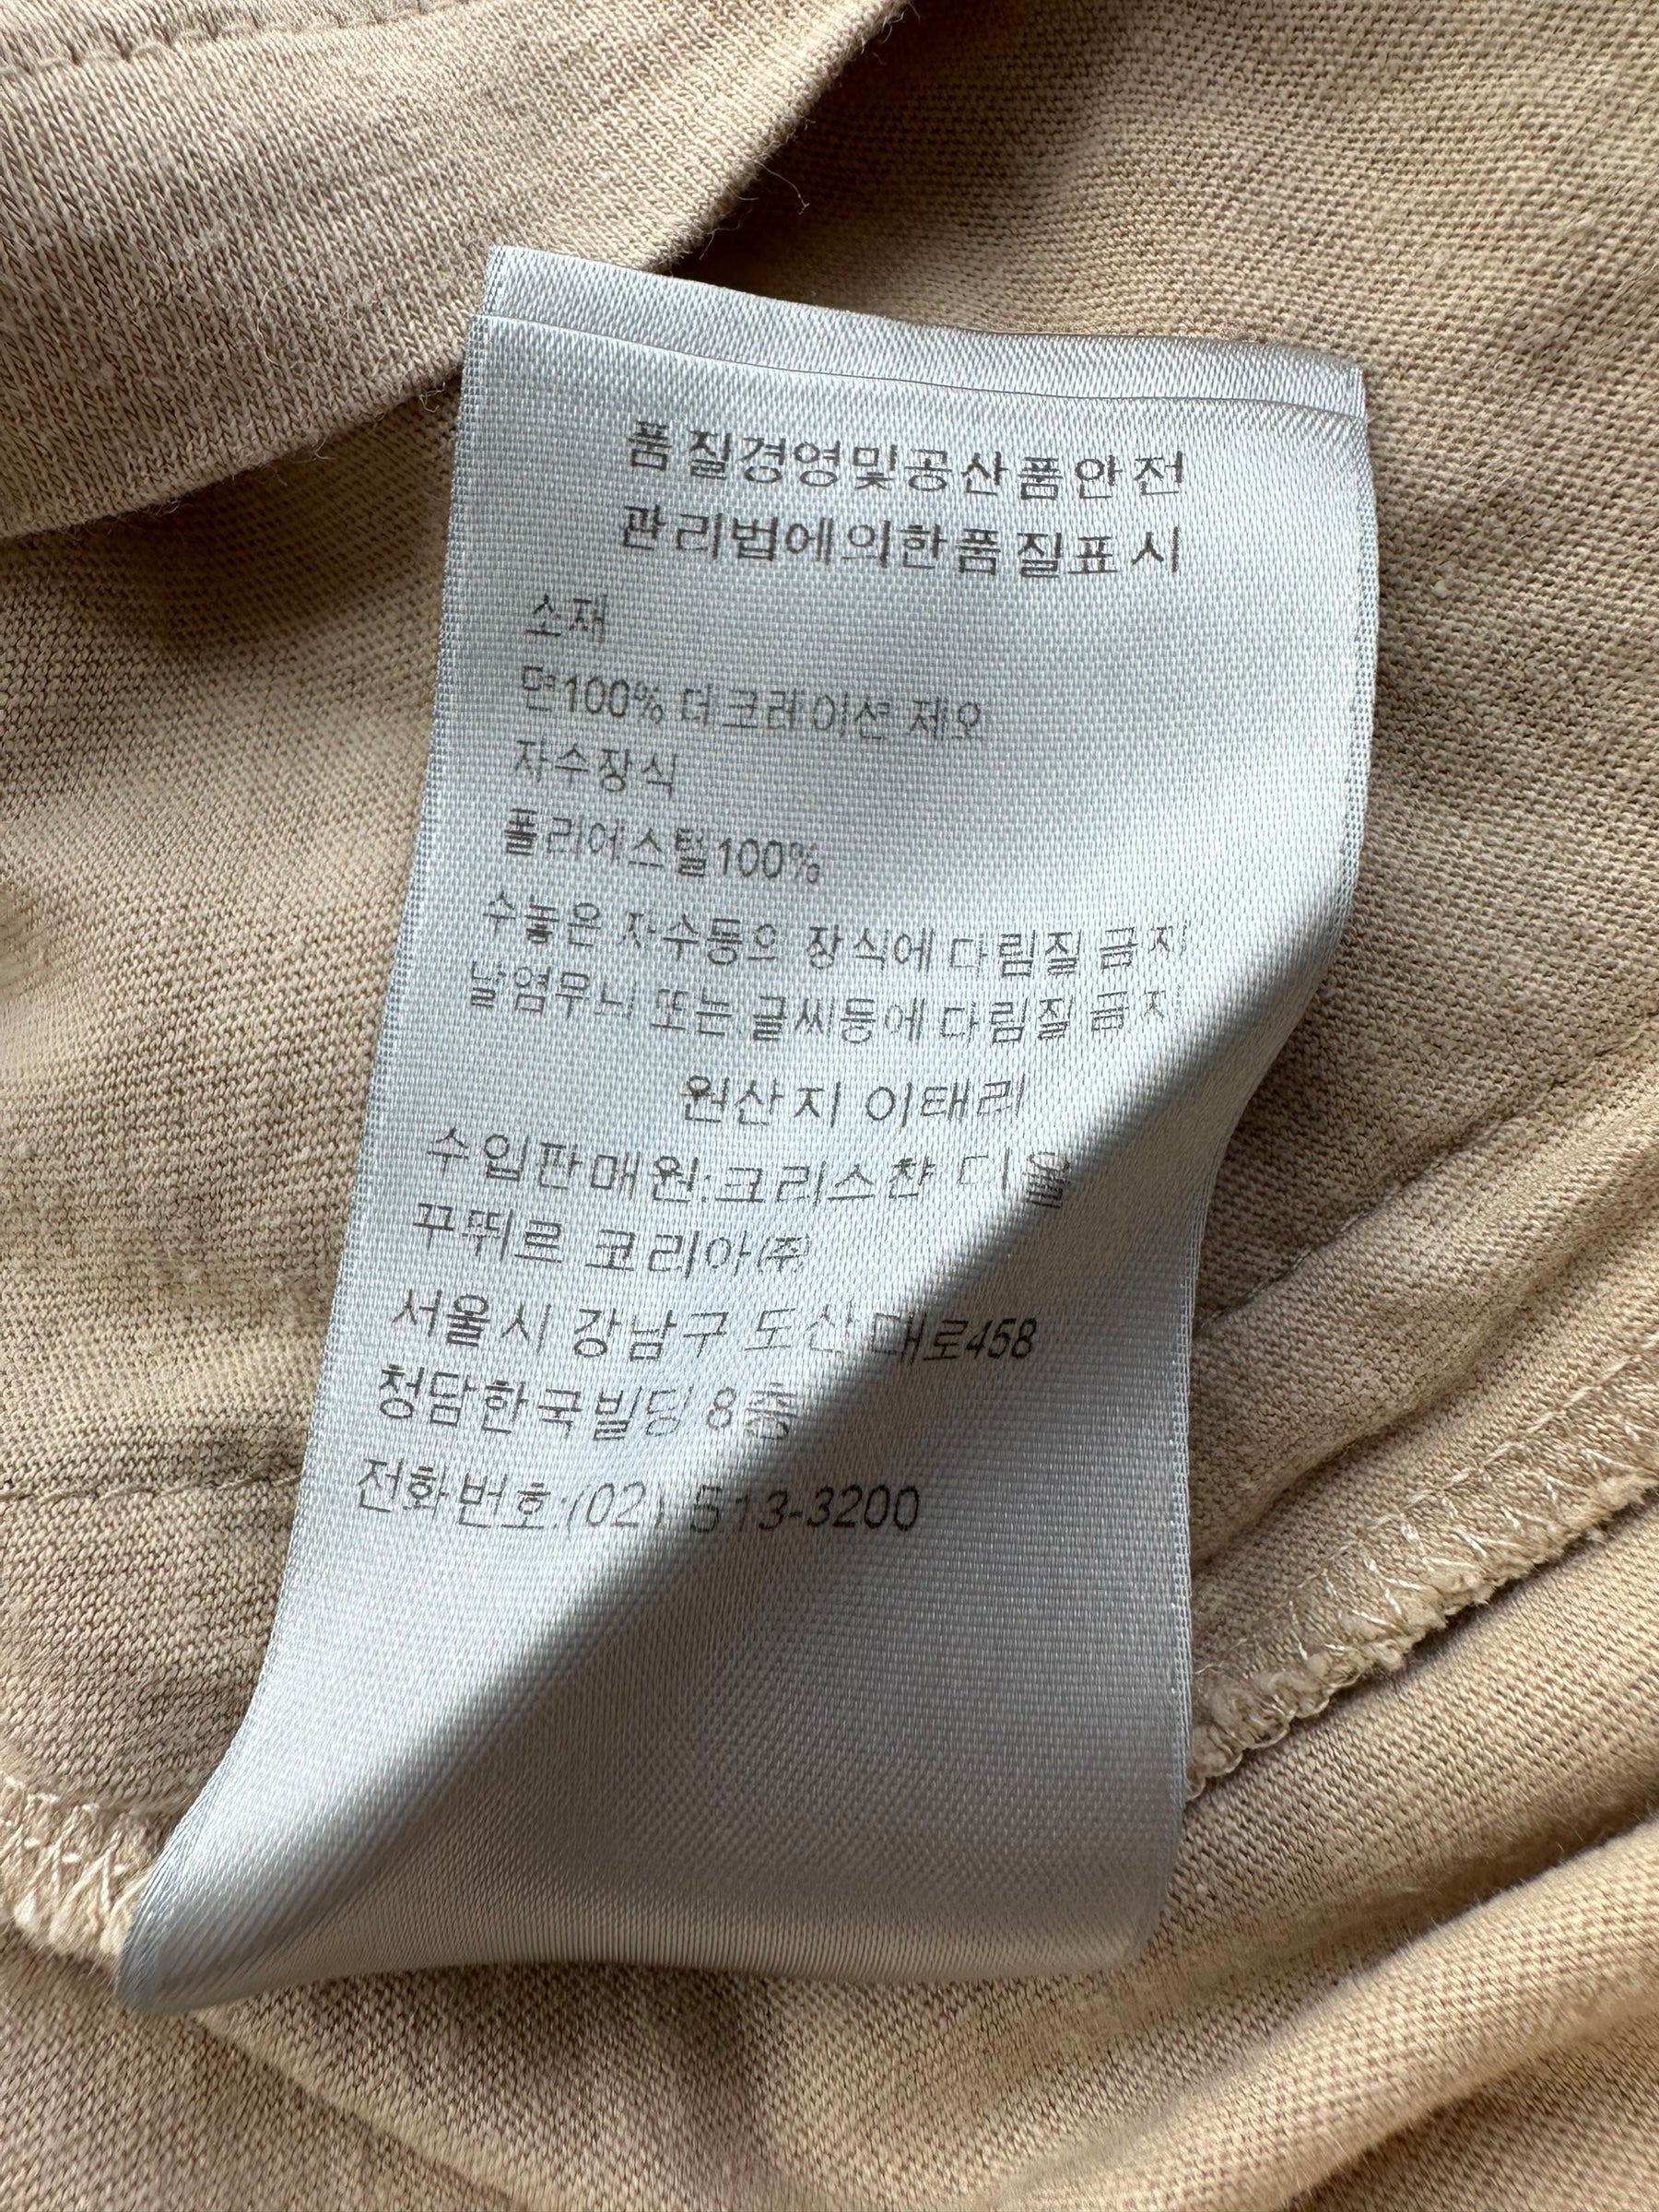 품질경영및공산품안전
관리법에의한품질표시
소재
면100% 데코레이션 제외
자수장식
폴리에스텔100%
수놓은 자수등의 장식에 다림질 금지
날염무늬 또는 글씨등에 다림질 금지
원산지 이태리
수입판매원:크리스챤 디올
꾸뛰르 코리아(주)
서울시 강남구 도산대로458
청담한국빌딩 8층
전화번호:(02) 513-3200